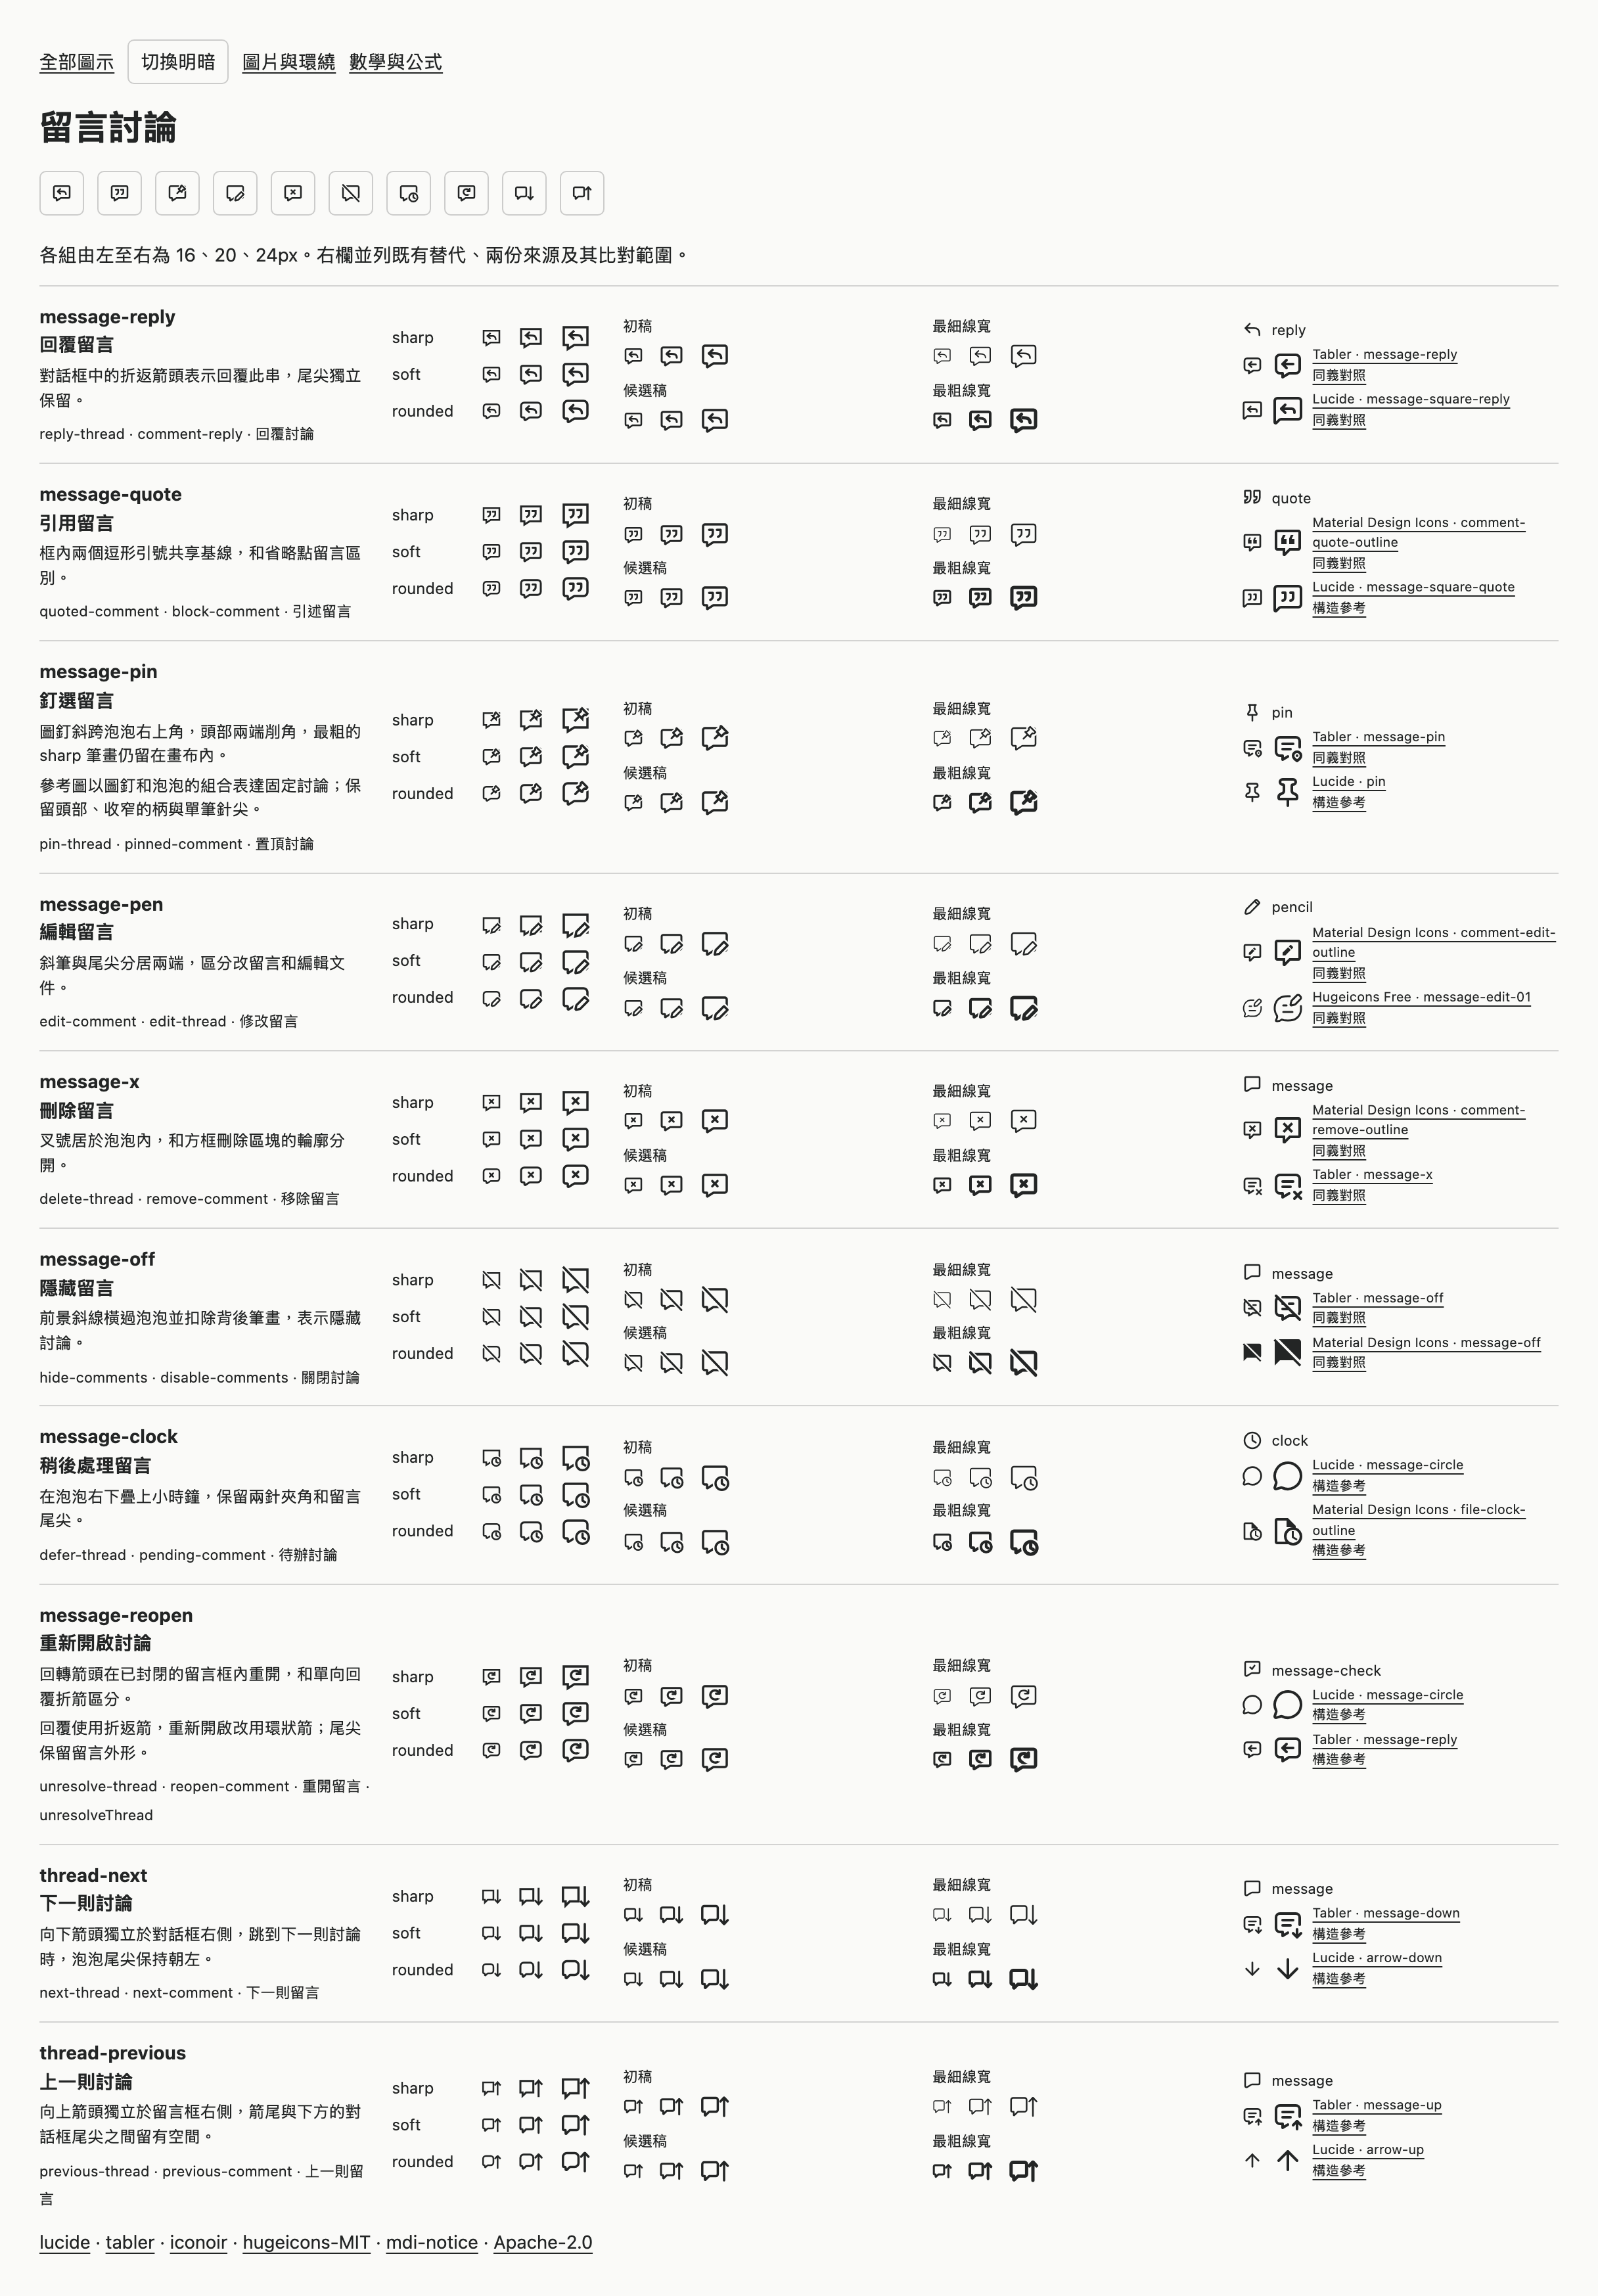 全部圖示 切換明暗 圖片與環繞 數學與公式
留言討論
各組由左至右為 16、20、24px。右欄並列既有替代、兩份來源及其比對範圍。
message-reply
回覆留言
對話框中的折返箭頭表示回覆此串，尾尖獨立
保留。
reply-thread · comment-reply · 回覆討論
sharp
soft
rounded
初稿
候選稿
最細線寬
最粗線寬
reply
Tabler · message-reply
同義對照
Lucide · message-square-reply
同義對照
message-quote
引用留言
框內兩個逗形引號共享基線，和省略點留言區
別。
quoted-comment · block-comment · 引述留言
sharp
soft
rounded
初稿
候選稿
最細線寬
最粗線寬
quote
Material Design Icons · comment-
quote-outline
同義對照
Lucide · message-square-quote
構造參考
message-pin
釘選留言
圖釘斜跨泡泡右上角，頭部兩端削角，最粗的
sharp 筆畫仍留在畫布內。
參考圖以圖釘和泡泡的組合表達固定討論；保
留頭部、收窄的柄與單筆針尖。
pin-thread · pinned-comment · 置頂討論
sharp
soft
rounded
初稿
候選稿
最細線寬
最粗線寬
pin
Tabler · message-pin
同義對照
Lucide · pin
構造參考
message-pen
編輯留言
斜筆與尾尖分居兩端，區分改留言和編輯文
件。
edit-comment · edit-thread · 修改留言
sharp
soft
rounded
初稿
候選稿
最細線寬
最粗線寬
pencil
Material Design Icons · comment-edit-
outline
同義對照
Hugeicons Free · message-edit-01
同義對照
message-x
刪除留言
叉號居於泡泡內，和方框刪除區塊的輪廓分
開。
delete-thread · remove-comment · 移除留言
sharp
soft
rounded
初稿
候選稿
最細線寬
最粗線寬
message
Material Design Icons · comment-
remove-outline
同義對照
Tabler · message-x
同義對照
message-off
隱藏留言
前景斜線橫過泡泡並扣除背後筆畫，表示隱藏
討論。
hide-comments · disable-comments · 關閉討論
sharp
soft
rounded
初稿
候選稿
最細線寬
最粗線寬
message
Tabler · message-off
同義對照
Material Design Icons · message-off
同義對照
message-clock
稍後處理留言
在泡泡右下疊上小時鐘，保留兩針夾角和留言
尾尖。
defer-thread · pending-comment · 待辦討論
sharp
soft
rounded
初稿
候選稿
最細線寬
最粗線寬
clock
Lucide · message-circle
構造參考
Material Design Icons · file-clock-
outline
構造參考
message-reopen
重新開啟討論
回轉箭頭在已封閉的留言框內重開，和單向回
覆折箭區分。
回覆使用折返箭，重新開啟改用環狀箭；尾尖
保留留言外形。
unresolve-thread · reopen-comment · 重開留言 ·
unresolveThread
sharp
soft
rounded
初稿
候選稿
最細線寬
最粗線寬
message-check
Lucide · message-circle
構造參考
Tabler · message-reply
構造參考
thread-next
下一則討論
向下箭頭獨立於對話框右側，跳到下一則討論
時，泡泡尾尖保持朝左。
next-thread · next-comment · 下一則留言
sharp
soft
rounded
初稿
候選稿
最細線寬
最粗線寬
message
Tabler · message-down
構造參考
Lucide · arrow-down
構造參考
thread-previous
上一則討論
向上箭頭獨立於留言框右側，箭尾與下方的對
話框尾尖之間留有空間。
previous-thread · previous-comment · 上一則留
言
sharp
soft
rounded
初稿
候選稿
最細線寬
最粗線寬
message
Tabler · message-up
構造參考
Lucide · arrow-up
構造參考
lucide · tabler · iconoir · hugeicons-MIT · mdi-notice · Apache-2.0